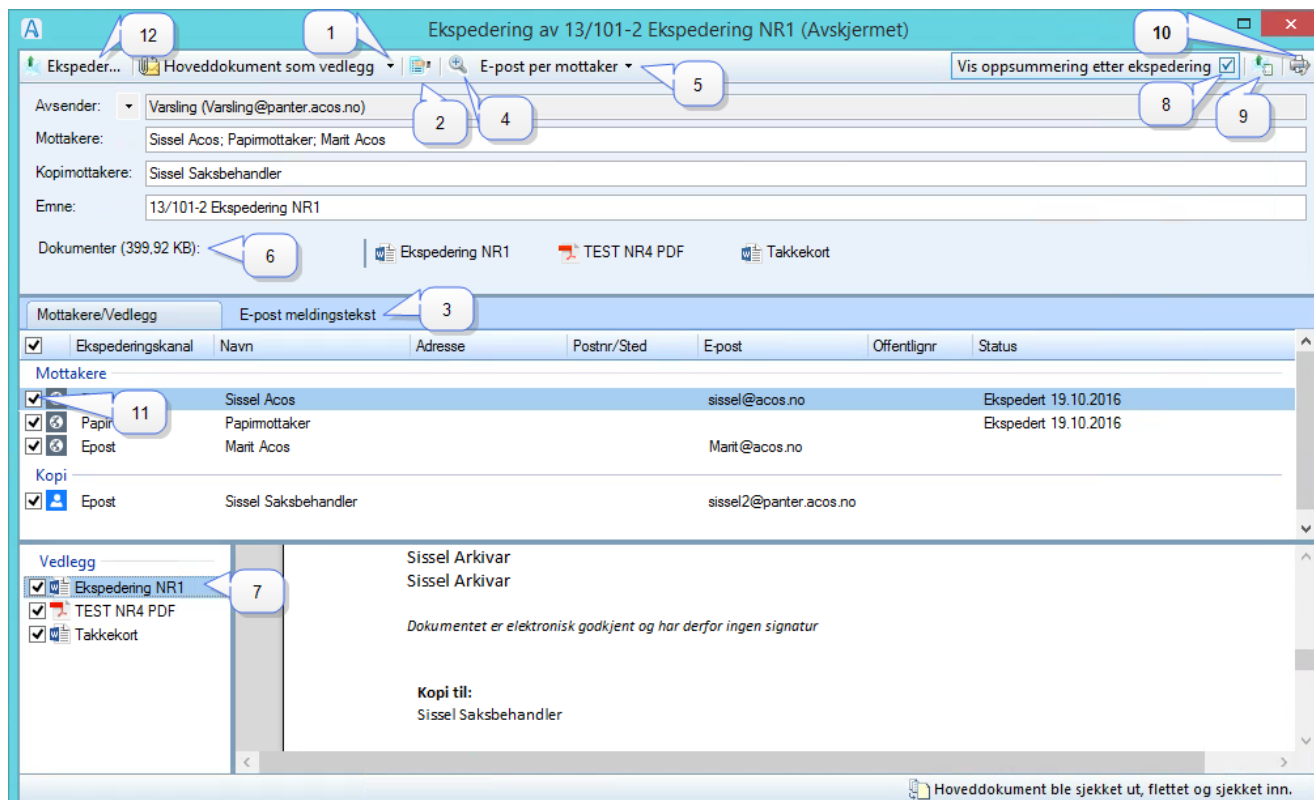 Ekspedering av 13/101-2 Ekspedering NR1 (Avskjermet)
12
1
10
Ekspeder... Hoveddokument som vedlegg E-post per mottaker Vis oppsummering etter ekspedering
5
8
9
2
4
Avsender: Varsling (Varsling@panter.acos.no)
Mottakere: Sissel Acos; Papirmottaker; Marit Acos
Kopimottakere: Sissel Saksbehandler
Emne: 13/101-2 Ekspedering NR1
Dokumenter (399,92 KB): 6 Ekspedering NR1 TEST NR4 PDF Takkekort
Mottakere/Vedlegg E-post meldingstekst 3
Ekspederingskanal Navn Adresse Postnr/Sted E-post Offentlignr Status
Mottakere
Sissel Acos sissel@acos.no Ekspedert 19.10.2016
11
Papir Papirmottaker Ekspedert 19.10.2016
Epost Marit Acos Marit@acos.no
Kopi
Epost Sissel Saksbehandler sissel2@panter.acos.no
Vedlegg
Ekspedering NR1 7
TEST NR4 PDF
Takkekort
Sissel Arkivar
Sissel Arkivar
Dokumentet er elektronisk godkjent og har derfor ingen signatur
Kopi til:
Sissel Saksbehandler
Hoveddokument ble sjekket ut, flettet og sjekket inn.